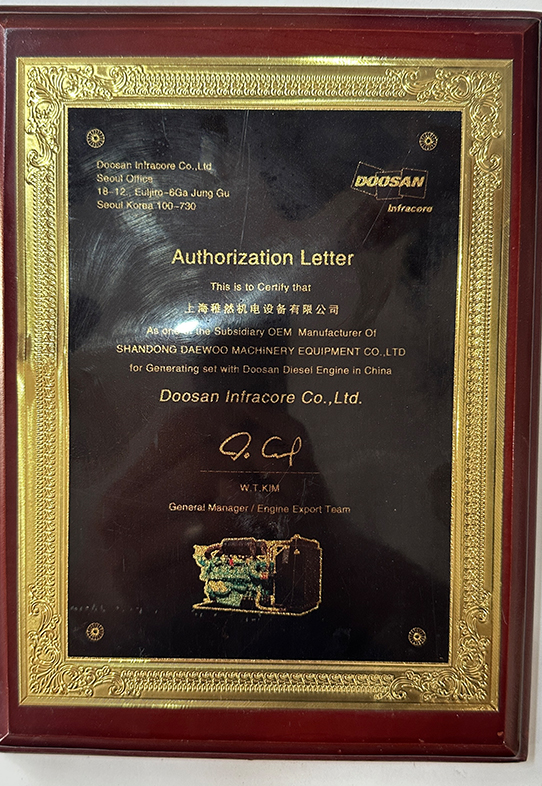 Doosan Infracore Co.,Ltd
Seoul Office
18-12, Euljiro-6Ga Jung Gu
Seoul Korea 100-730
DOOSAN
Infracore
Authorization Letter
This is to Certify that
上海雅然机电设备有限公司
As one of the Subsidiary OEM Manufacturer Of
SHANDONG DAEWOO MACHINERY EQUIPMENT CO.,LTD
for Generating set with Doosan Diesel Engine in China
Doosan Infracore Co.,Ltd.
W.T.KIM
General Manager / Engine Export Team